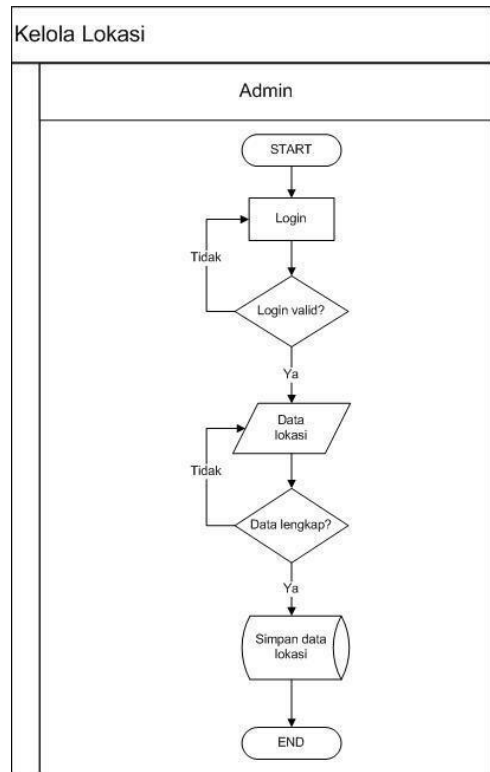 Kelola Lokasi
Admin
START
Login
Tidak
Login valid?
Ya
Data
lokasi
Tidak
Data lengkap?
Ya
Simpan data
lokasi
END